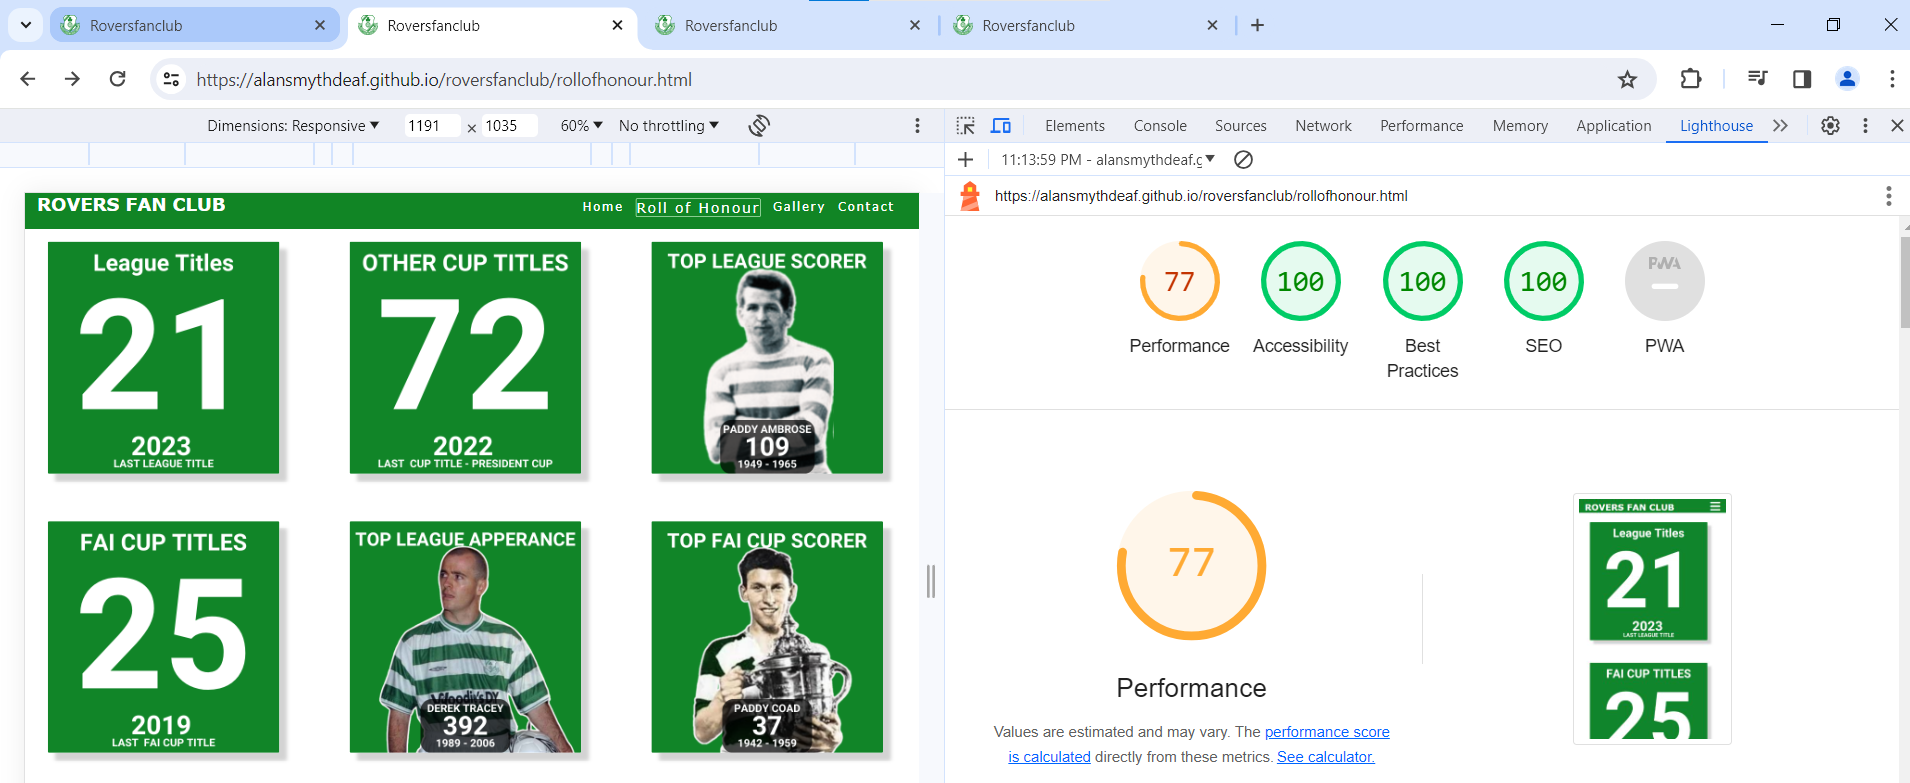 Roversfanclub
Roversfanclub
Roversfanclub
Roversfanclub
https://alansmythdeaf.github.io/roversfanclub/rollofhonour.html
Dimensions: Responsive
1191
×
1035
60%
No throttling
Elements
Console
Sources
Network
Performance
Memory
Application
Lighthouse
11:13:59 PM - alansmythdeaf.g
https://alansmythdeaf.github.io/roversfanclub/rollofhonour.html
ROVERS FAN CLUB
Home
Roll of Honour
Gallery
Contact
League Titles
21
2023
LAST LEAGUE TITLE
OTHER CUP TITLES
72
2022
LAST CUP TITLE - PRESIDENT CUP
TOP LEAGUE SCORER
PADDY AMBROSE
109
1949 - 1965
FAI CUP TITLES
25
2019
LAST FAI CUP TITLE
TOP LEAGUE APPERANCE
DEREK TRACEY
392
1989 - 2006
TOP FAI CUP SCORER
PADDY COAD
37
1942 - 1959
77
Performance
100
Accessibility
100
Best
Practices
100
SEO
PWA
PWA
77
Performance
Values are estimated and may vary. The performance score
is calculated directly from these metrics. See calculator.
ROVERS FAN CLUB
League Titles
21
2023
LAST LEAGUE TITLE
FAI CUP TITLES
25